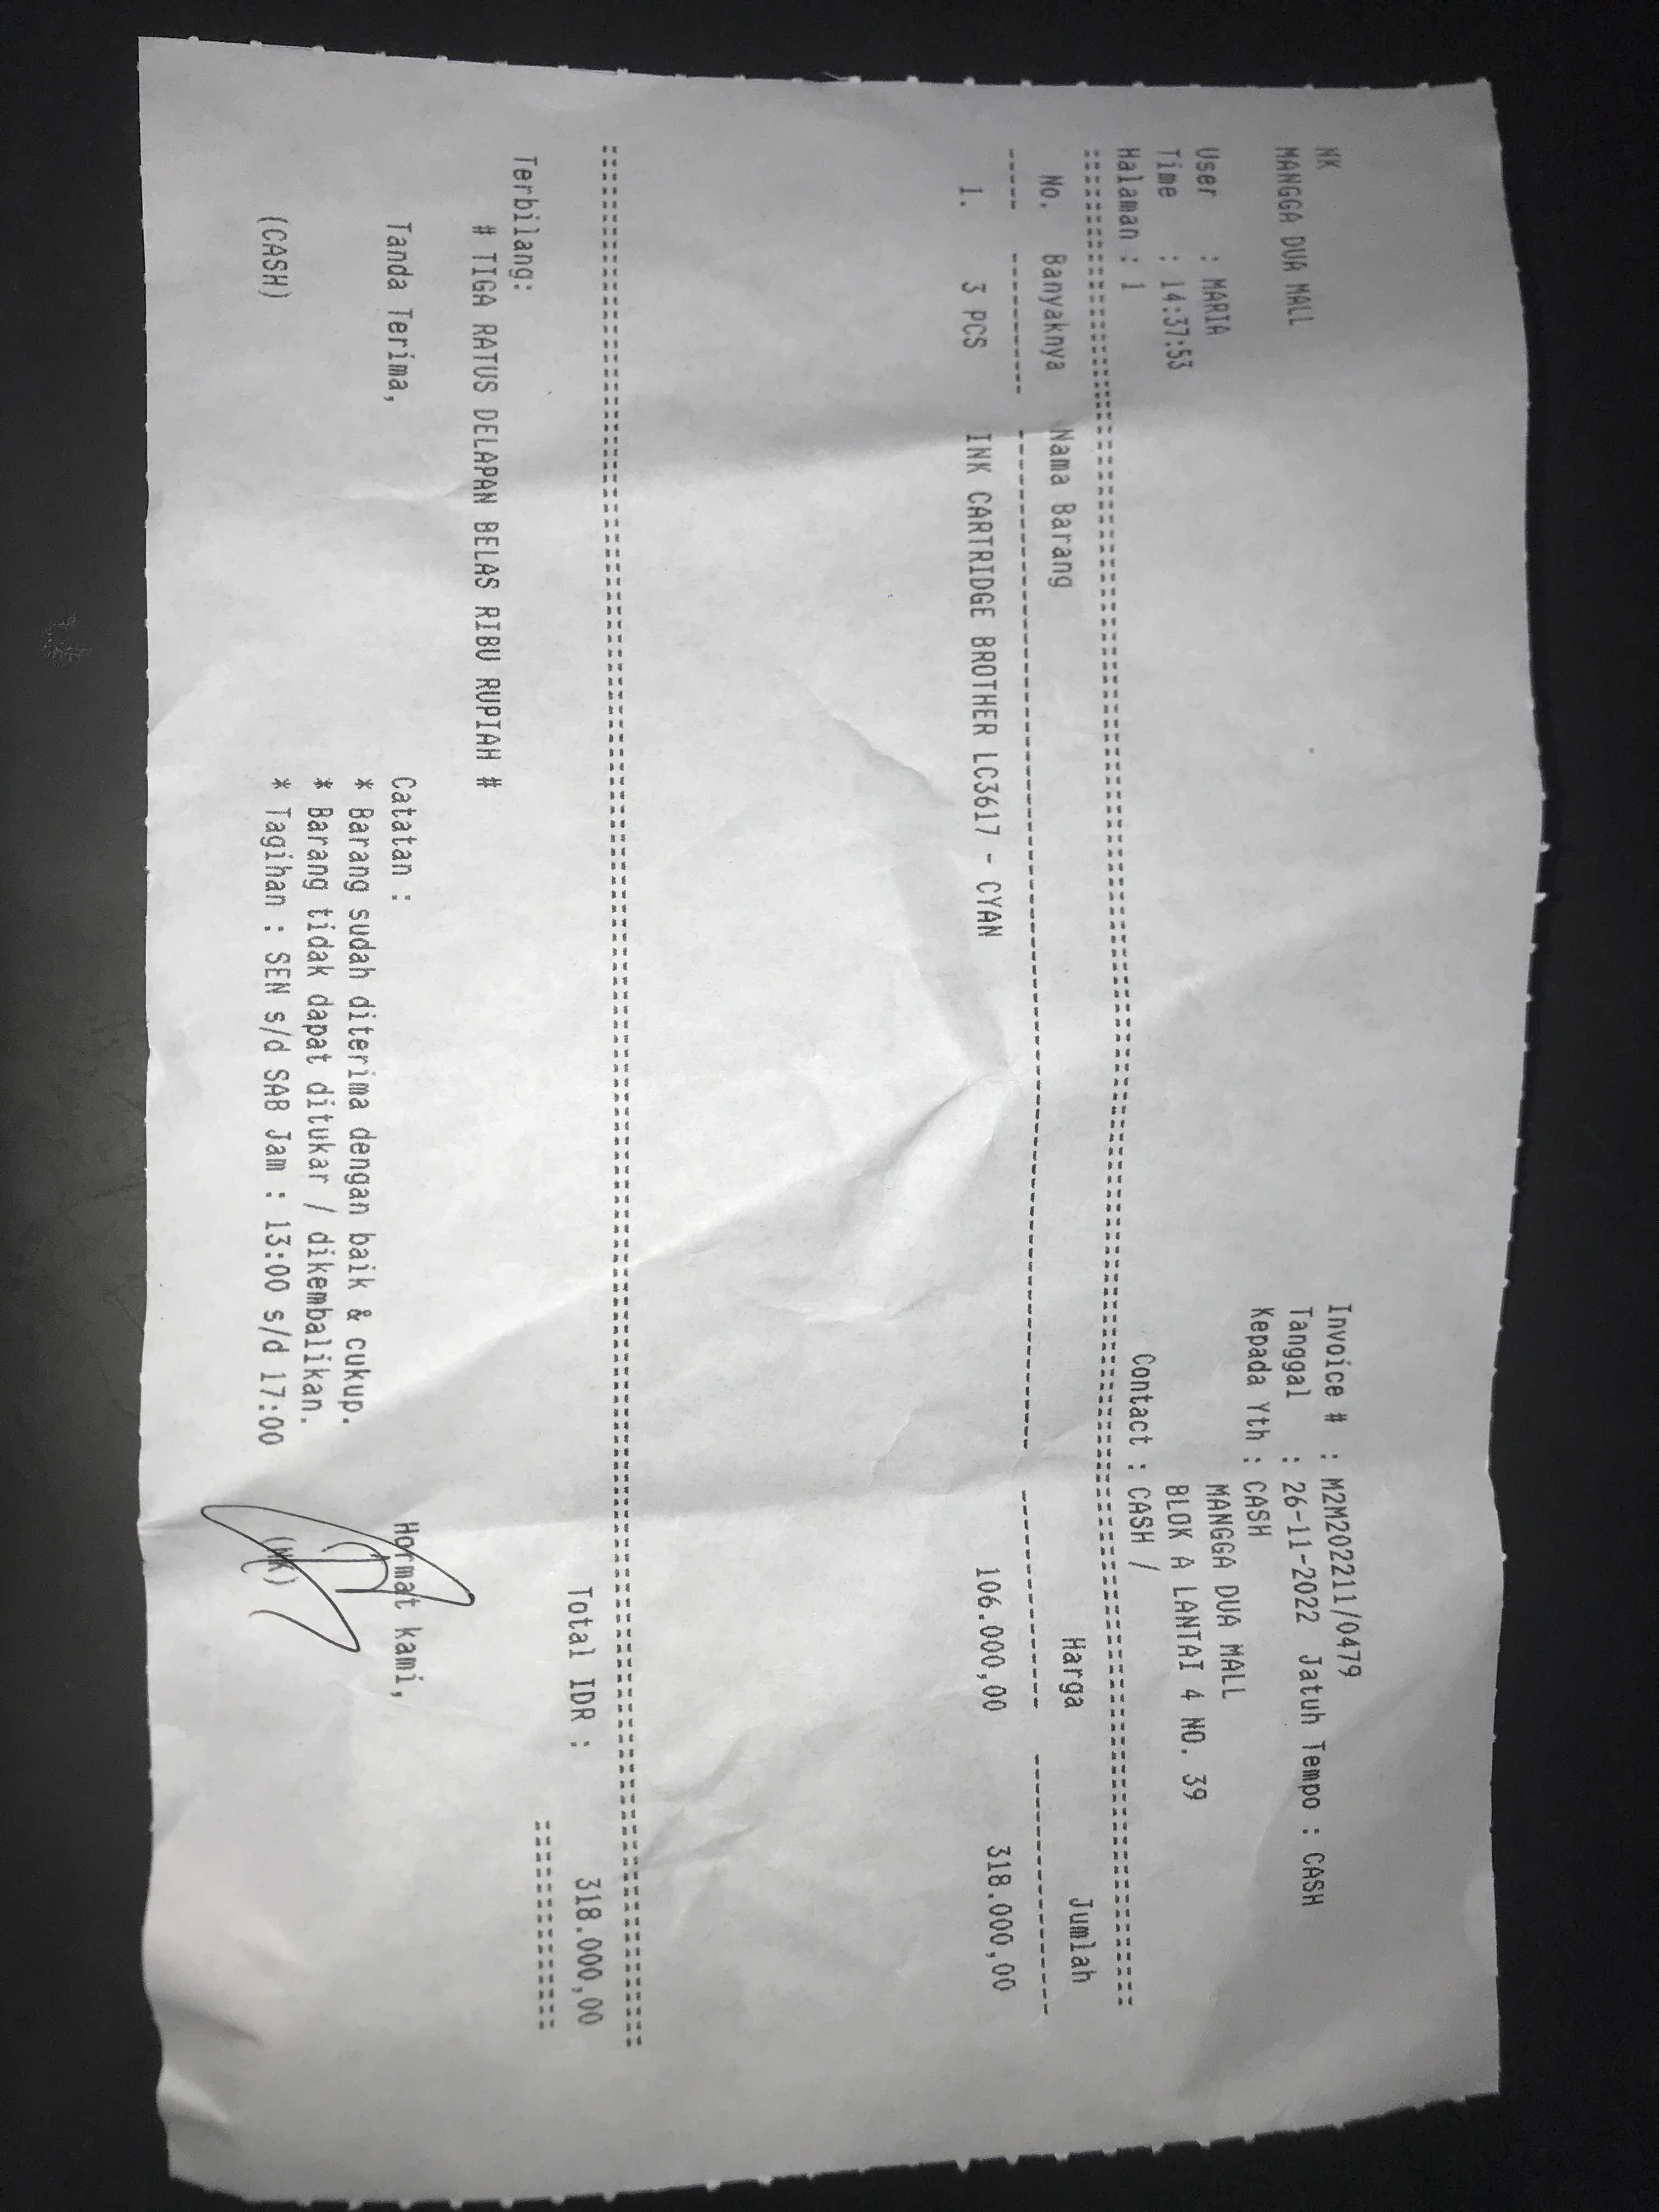 NK
MANGGA DUA MALL
User : MARIA
Time : 14:37:53
Halaman : 1
Invoice # : M2M202211/0479
Tanggal : 26-11-2022 Jatuh Tempo : CASH
Kepada Yth : CASH
MANGGA DUA MALL
BLOK A LANTAI 4 NO. 39
Contact : CASH /
No. Banyaknya Nama Barang Harga Jumlah
1. 3 PCS INK CARTRIDGE BROTHER LC3617 - CYAN 106.000,00 318.000,00
Total IDR : 318.000,00
Terbilang:
# TIGA RATUS DELAPAN BELAS RIBU RUPIAH #
Tanda Terima,
(CASH)
Catatan :
* Barang sudah diterima dengan baik & cukup.
* Barang tidak dapat ditukar / dikembalikan.
* Tagihan : SEN s/d SAB Jam : 13:00 s/d 17:00
Hormat kami,
(NK)